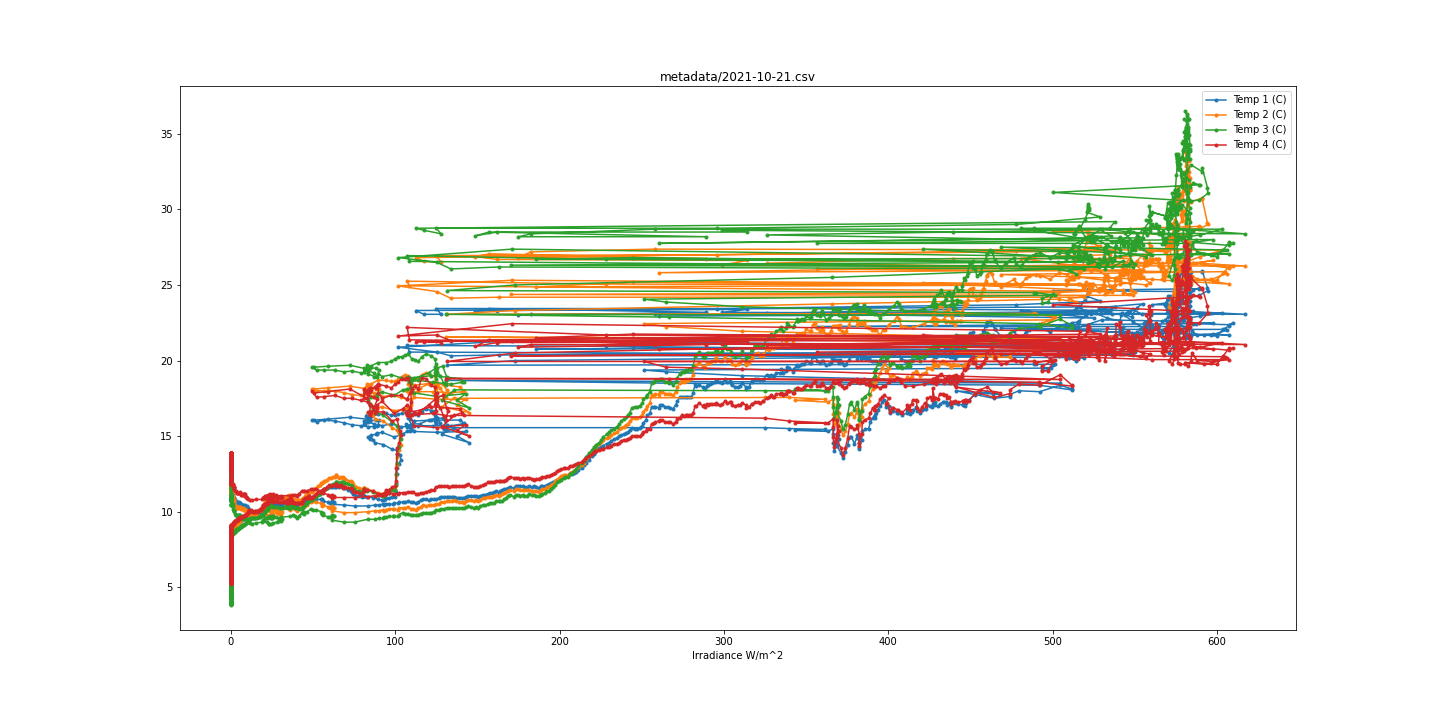 metadata/2021-10-21.csv
Temp 1 (C)
Temp 2 (C)
Temp 3 (C)
Temp 4 (C)
35
30
25
20
15
10
5
0 100 200 300 400 500 600
Irradiance W/m^2